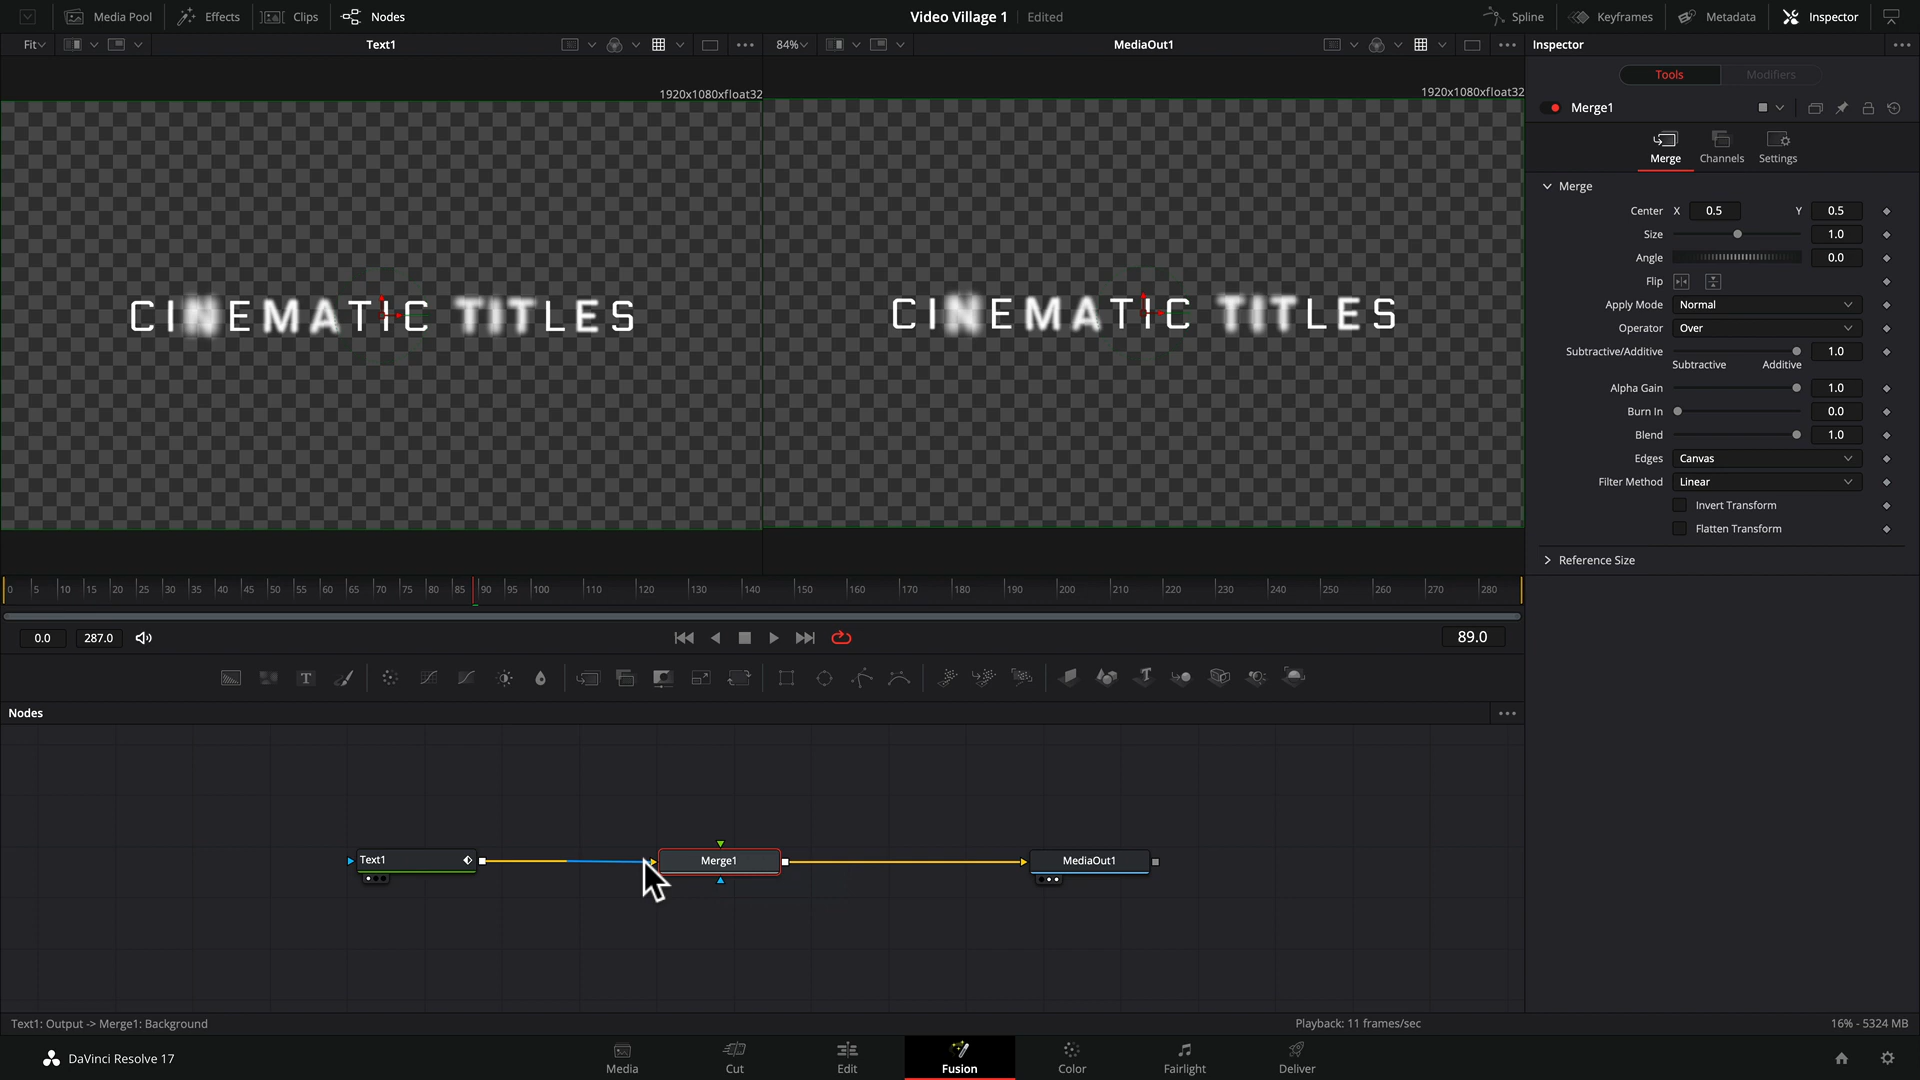 Media Pool
Effects
Clips
Nodes
Video Village 1
Edited
Spline
Keyframes
Metadata
Inspector
Fit
Text1
84%
MediaOut1
Inspector
Tools
Modifiers
1920x1080xfloat32
1920x1080xfloat32
Merge1
Merge
Channels
Settings
Merge
Center X 0.5 Y 0.5
Size 1.0
Angle 0.0
Flip
Apply Mode Normal
Operator Over
Subtractive/Additive 1.0
Subtractive Additive
Alpha Gain 1.0
Burn In 0.0
Blend 1.0
Edges Canvas
Filter Method Linear
Invert Transform
Flatten Transform
Reference Size
CINEMATIC TITLES
CINEMATIC TITLES
0 5 10 15 20 25 30 35 40 45 50 55 60 65 70 75 80 85 90 95 100 110 120 130 140 150 160 170 180 190 200 210 220 230 240 250 260 270 280
0.0
287.0
89.0
T
T
Nodes
Text1
Merge1
MediaOut1
Text1: Output -> Merge1: Background
Playback: 11 frames/sec
16% - 5324 MB
DaVinci Resolve 17
Media
Cut
Edit
Fusion
Color
Fairlight
Deliver